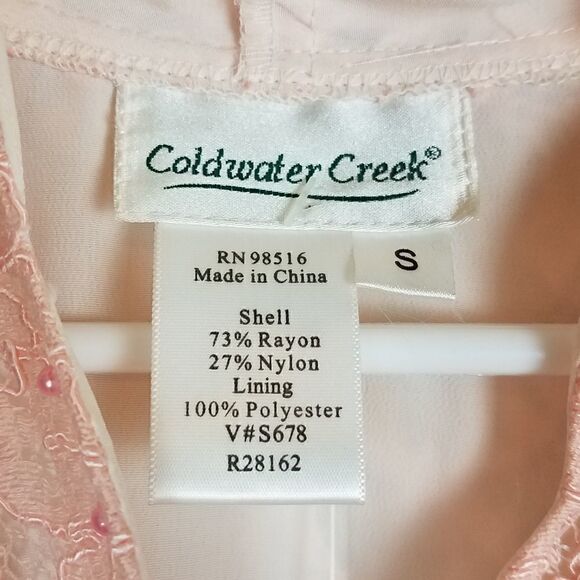 Coldwater Creek®
S
RN 98516
Made in China
Shell
73% Rayon
27% Nylon
Lining
100% Polyester
V#S678
R28162